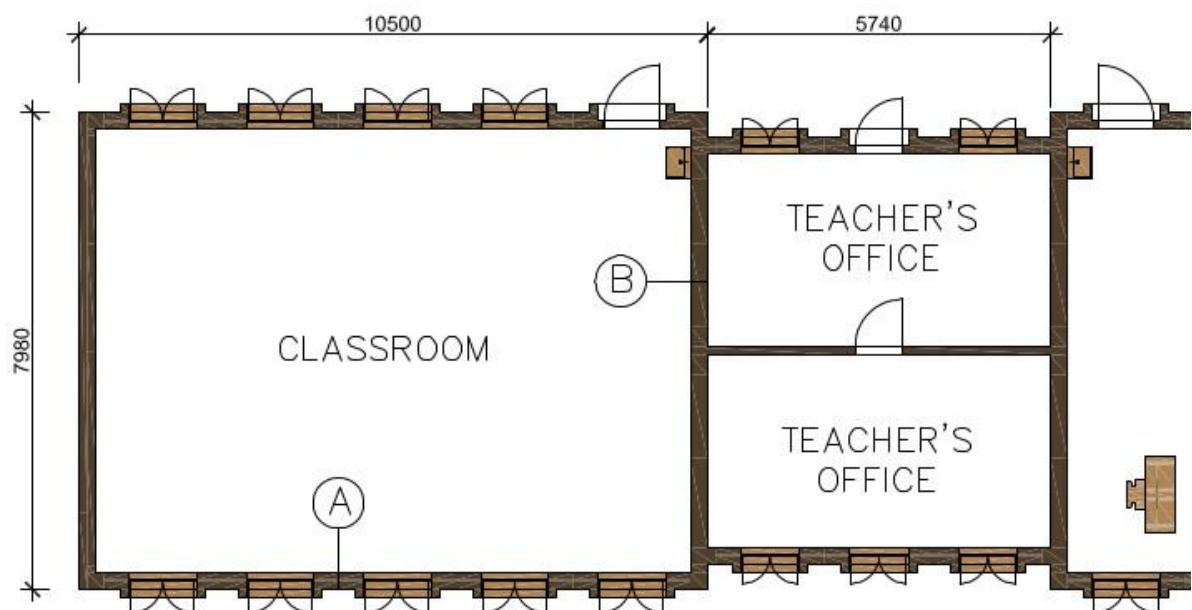 10500
5740
7980
TEACHER'S
OFFICE
B
CLASSROOM
TEACHER'S
OFFICE
A